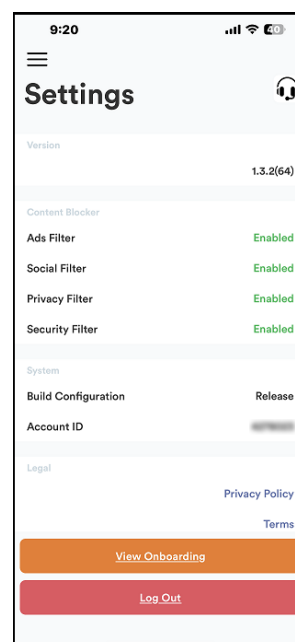 9:20
40
Settings
Version
1.3.2(64)
Content Blocker
Ads Filter Enabled
Social Filter Enabled
Privacy Filter Enabled
Security Filter Enabled
System
Build Configuration Release
Account ID
Legal
Privacy Policy
Terms
View Onboarding
Log Out